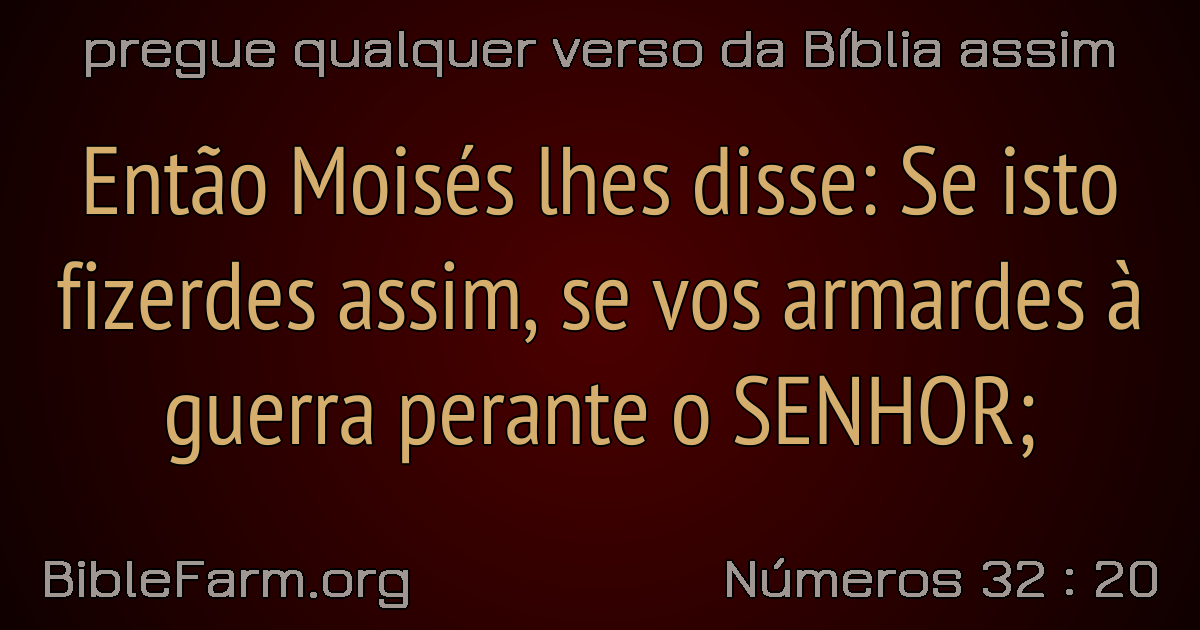 pregue qualquer verso da Bíblia assim
Então Moisés lhes disse: Se isto
fizerdes assim, se vos armardes à
guerra perante o SENHOR;
BibleFarm.org
Números 32 : 20